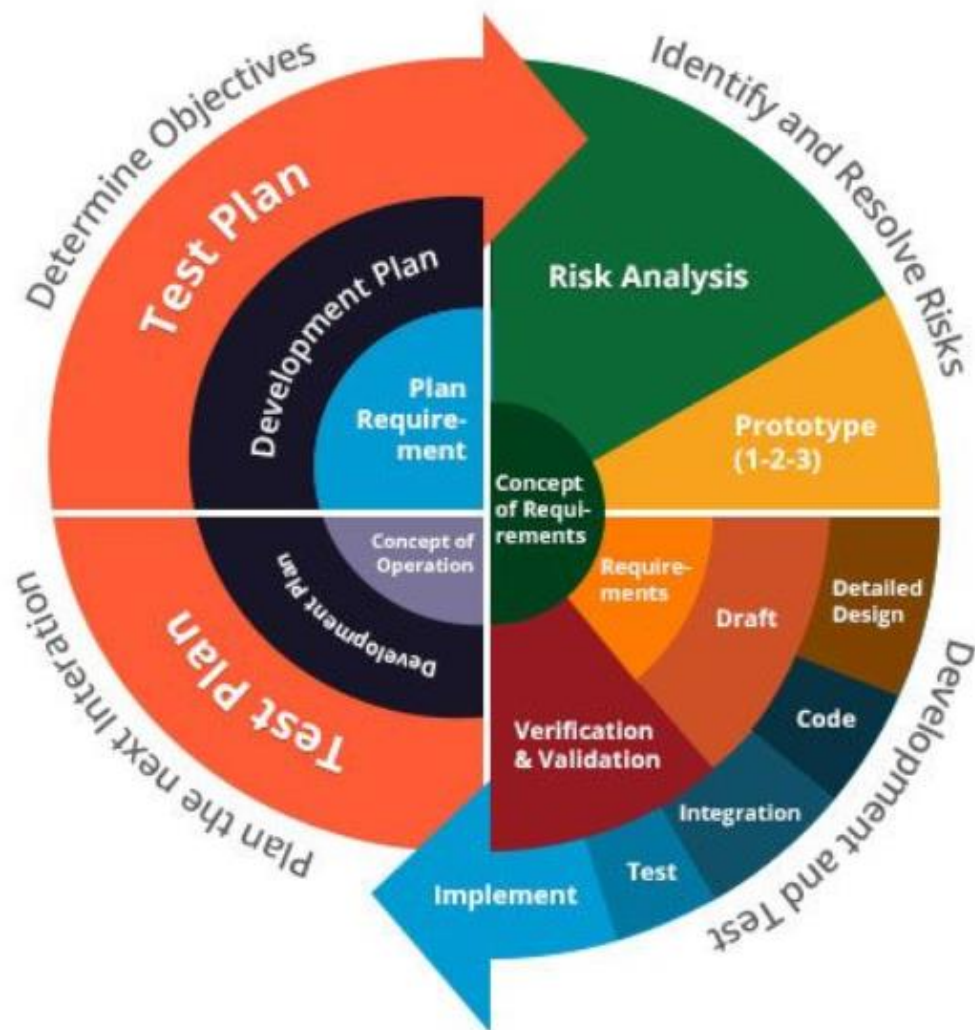 Determine Objectives
Identify and Resolve Risks
Test Plan
Development Plan
Plan
Require-
ment
Risk Analysis
Prototype
(1-2-3)
Concept
of Requi-
rements
Concept of
Operation
Development Plan
Test Plan
Plan the next Interation
Require-
ments
Draft
Detailed
Design
Code
Integration
Test
Implement
Verification
& Validation
Development and Test